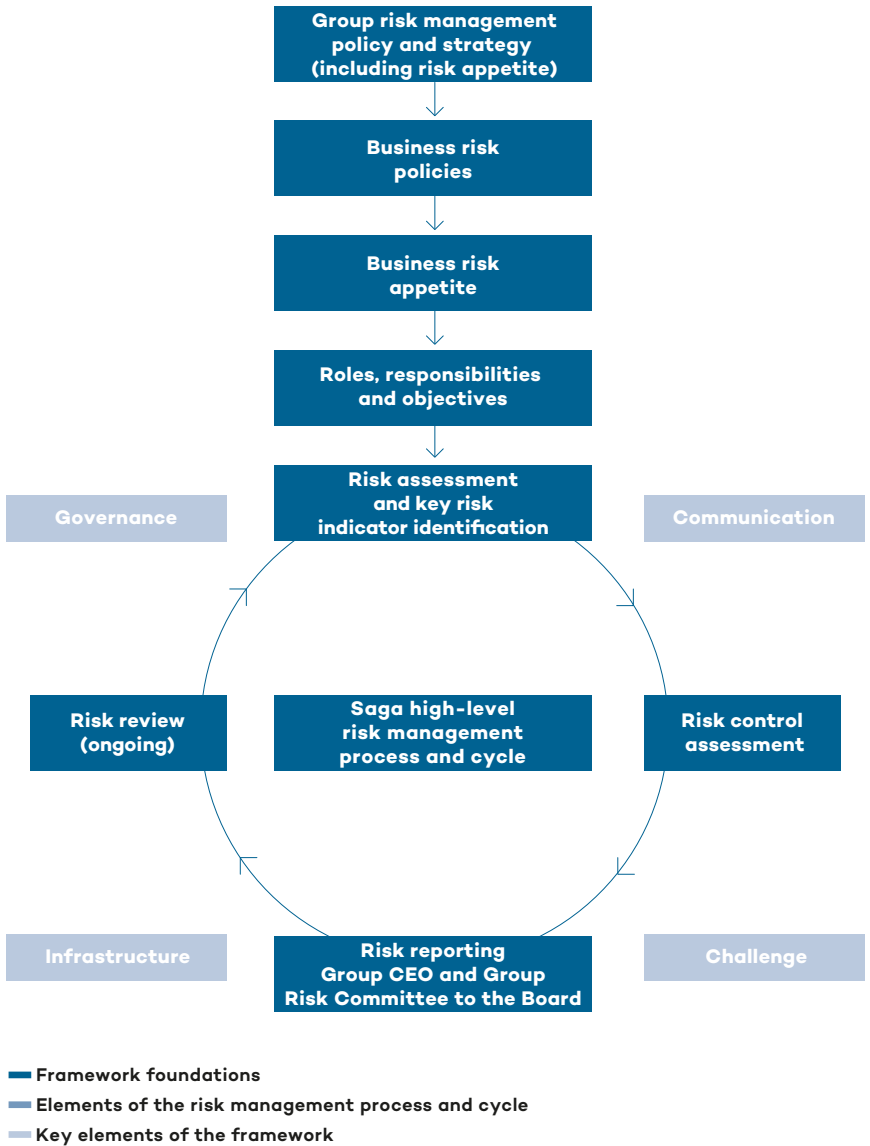 Group risk management
policy and strategy
(including risk appetite)
Business risk
policies
Business risk
appetite
Roles, responsibilities
and objectives
Risk assessment
and key risk
indicator identification
Governance
Communication
Risk review
(ongoing)
Saga high-level
risk management
process and cycle
Risk control
assessment
Infrastructure
Risk reporting
Group CEO and Group
Risk Committee to the Board
Challenge
Framework foundations
Elements of the risk management process and cycle
Key elements of the framework